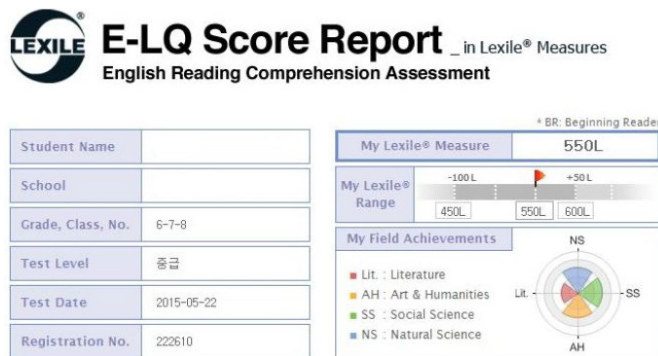 LEXILE®
E-LQ Score Report _ in Lexile® Measures
English Reading Comprehension Assessment
* BR: Beginning Reader
Student Name
School
Grade, Class, No. 6-7-8
Test Level 중급
Test Date 2015-05-22
Registration No. 222610
My Lexile® Measure 550L
My Lexile® Range
-100L +50L
450L 550L 600L
My Field Achievements
Lit. : Literature
AH : Art & Humanities
SS : Social Science
NS : Natural Science
NS
Lit. SS
AH